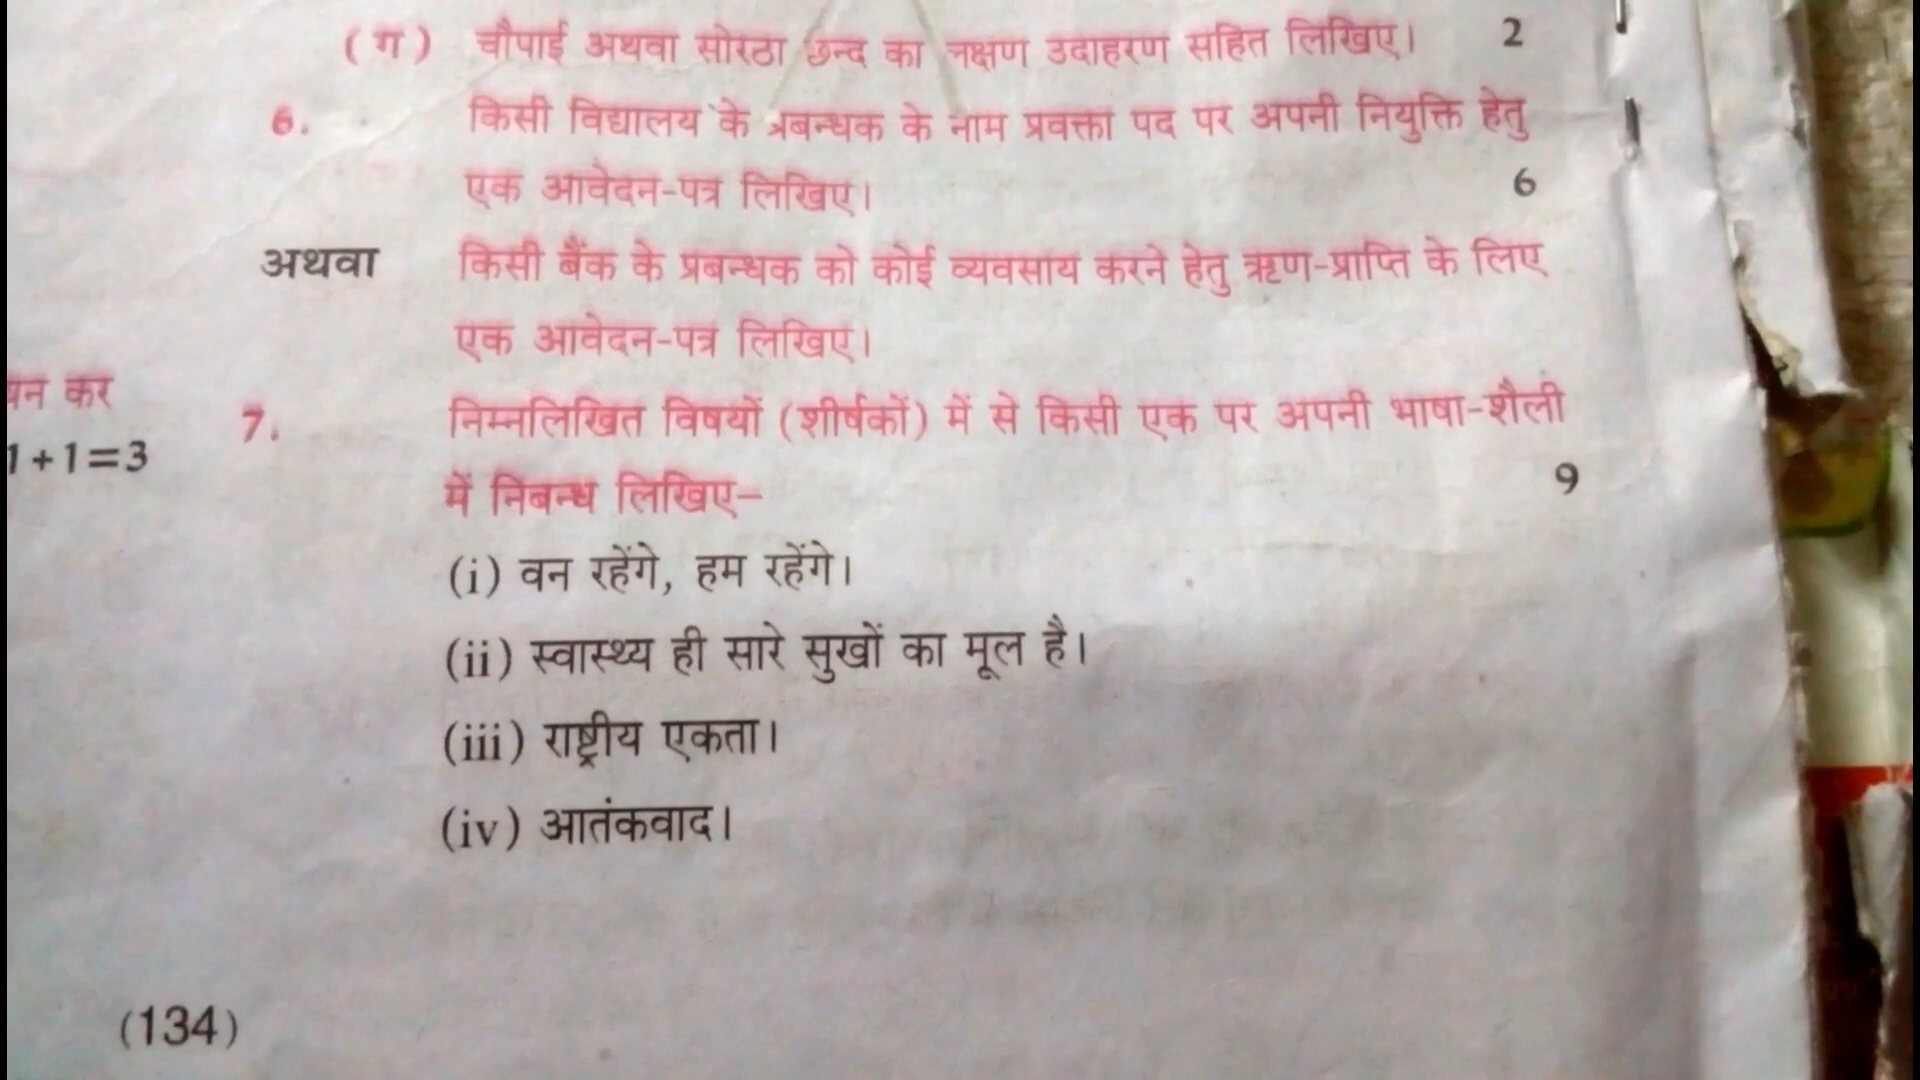 (ग) चौपाई अथवा सोरठा छन्द का लक्षण उदाहरण सहित लिखिए। 2
6. किसी विद्यालय के प्रबन्धक के नाम प्रवक्ता पद पर अपनी नियुक्ति हेतु
एक आवेदन-पत्र लिखिए। 6
अथवा किसी बैंक के प्रबन्धक को कोई व्यवसाय करने हेतु ऋण-प्राप्ति के लिए
एक आवेदन-पत्र लिखिए।
कर
7. निम्नलिखित विषयों (शीर्षकों) में से किसी एक पर अपनी भाषा-शैली
1+1=3
में निबन्ध लिखिए– 9
(i) वन रहेंगे, हम रहेंगे।
(ii) स्वास्थ्य ही सारे सुखों का मूल है।
(iii) राष्ट्रीय एकता।
(iv) आतंकवाद।
(134)